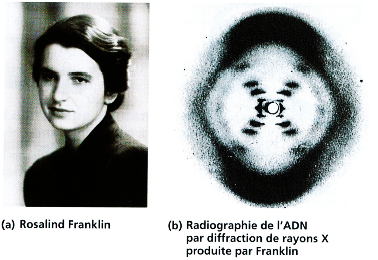 (a) Rosalind Franklin
(b) Radiographie de l'ADN
par diffraction de rayons X
produite par Franklin